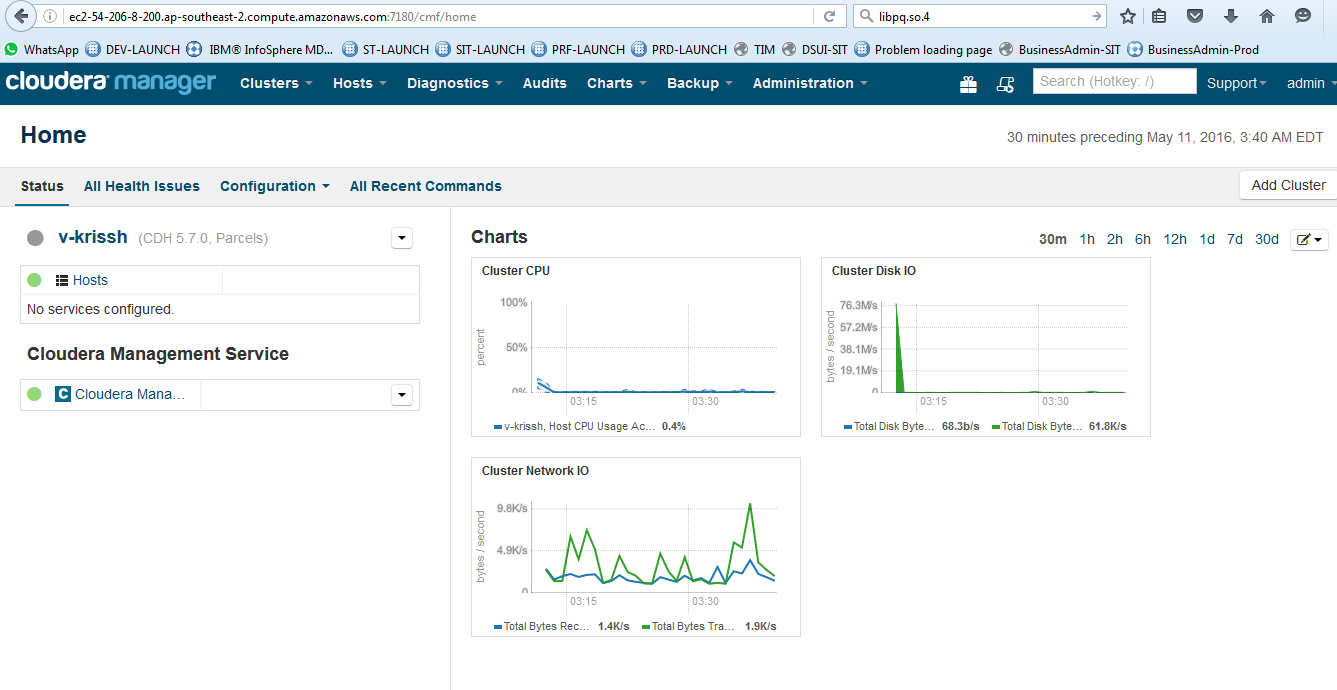 ec2-54-206-8-200.ap-southeast-2.compute.amazonaws.com:7180/cmf/home libpq.so.4
WhatsApp DEV-LAUNCH IBM® InfoSphere MD... ST-LAUNCH SIT-LAUNCH PRF-LAUNCH PRD-LAUNCH TIM DSUI-SIT Problem loading page BusinessAdmin-SIT BusinessAdmin-Prod
cloudera manager Clusters Hosts Diagnostics Audits Charts Backup Administration Search (Hotkey: /) Support admin
Home 30 minutes preceding May 11, 2016, 3:40 AM EDT
Status All Health Issues Configuration All Recent Commands Add Cluster
v-krissh (CDH 5.7.0, Parcels)
Hosts
No services configured.
Cloudera Management Service
C Cloudera Mana...
Charts 30m 1h 2h 6h 12h 1d 7d 30d
Cluster CPU
percent
100%
50%
0%
03:15 03:30
v-krissh, Host CPU Usage Ac... 0.4%
Cluster Disk IO
bytes / second
76.3M/s
57.2M/s
38.1M/s
19.1M/s
0
03:15 03:30
Total Disk Byte... 68.3b/s Total Disk Byte... 61.8K/s
Cluster Network IO
bytes / second
9.8K/s
4.9K/s
0
03:15 03:30
Total Bytes Rec... 1.4K/s Total Bytes Tra... 1.9K/s